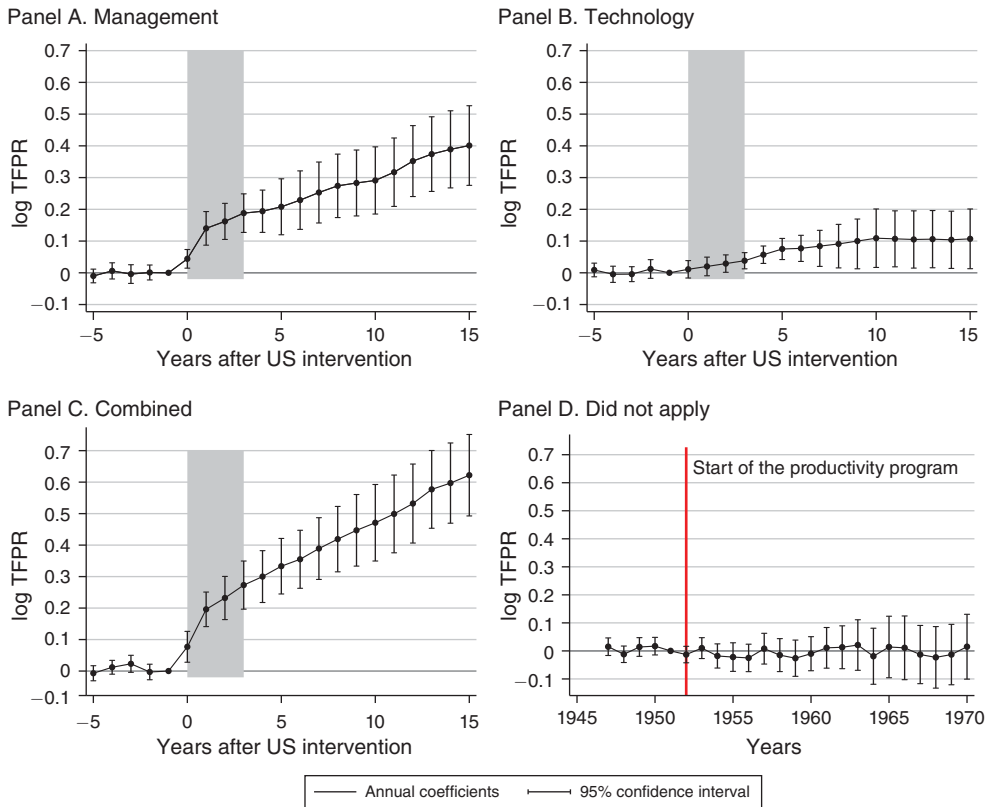 Panel A. Management
0.7
0.6
0.5
0.4
0.3
0.2
0.1
0
−0.1
log TFPR
−5 0 5 10 15
Years after US intervention
Panel B. Technology
0.7
0.6
0.5
0.4
0.3
0.2
0.1
0
−0.1
log TFPR
−5 0 5 10 15
Years after US intervention
Panel C. Combined
0.7
0.6
0.5
0.4
0.3
0.2
0.1
0
−0.1
log TFPR
−5 0 5 10 15
Years after US intervention
Panel D. Did not apply
0.7
0.6
0.5
0.4
0.3
0.2
0.1
0
−0.1
log TFPR
Start of the productivity program
1945 1950 1955 1960 1965 1970
Years
Annual coefficients 95% confidence interval